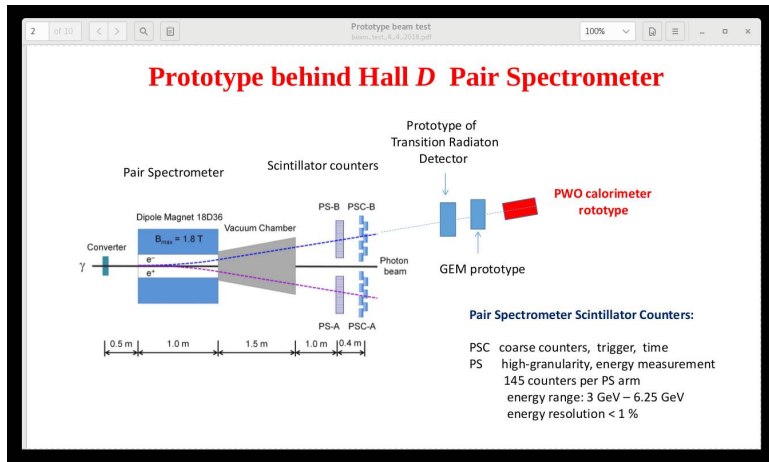 2 of 10
Prototype beam test
beam_test_4_4_2018.pdf
100%
Prototype behind Hall D Pair Spectrometer
Prototype of
Transition Radiaton
Detector
Pair Spectrometer
Scintillator counters
PWO calorimeter
rototype
PS-B PSC-B
Dipole Magnet 18D36
Bmax = 1.8 T
Vacuum Chamber
Converter
γ
e⁻
e⁺
Photon
beam
GEM prototype
PS-A PSC-A
0.5 m 1.0 m 1.5 m 1.0 m 0.4 m
Pair Spectrometer Scintillator Counters:
PSC coarse counters, trigger, time
PS high-granularity, energy measurement
145 counters per PS arm
energy range: 3 GeV – 6.25 GeV
energy resolution < 1 %